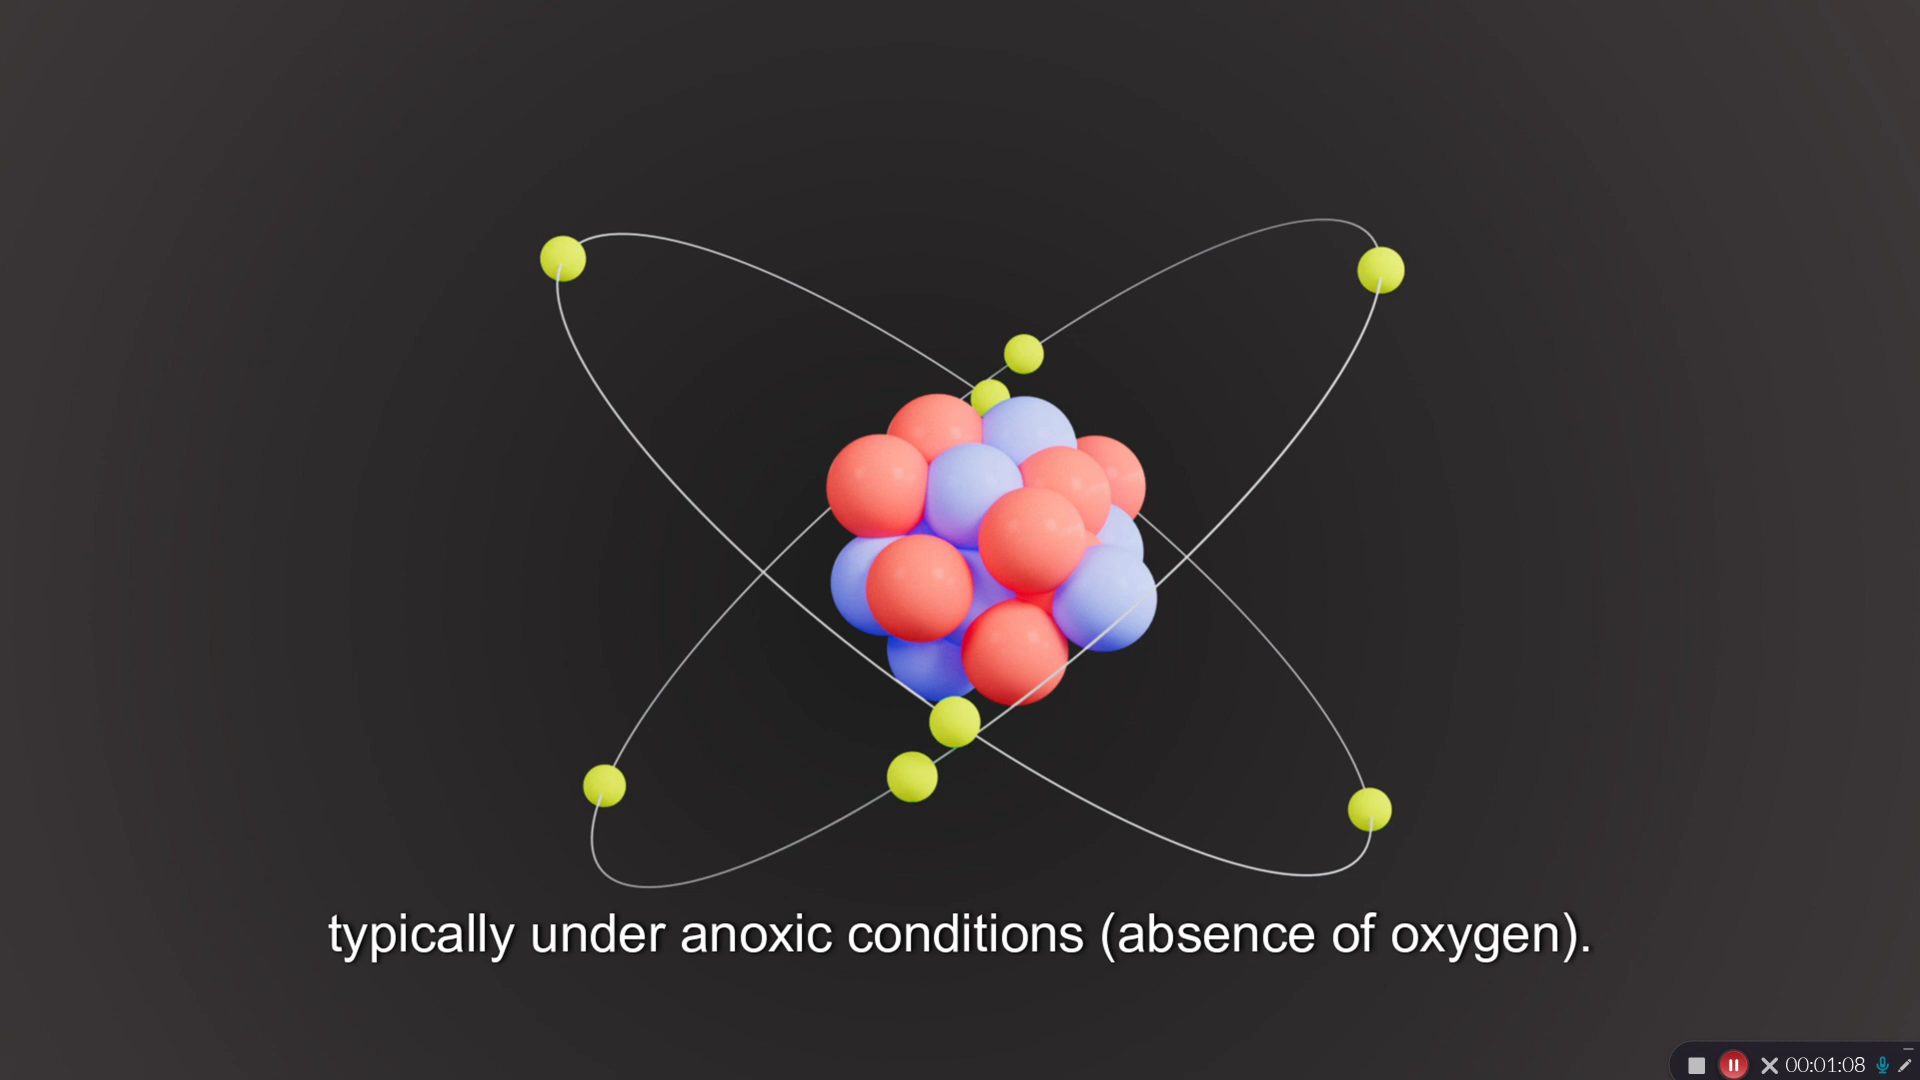 typically under anoxic conditions (absence of oxygen).
00:01:08